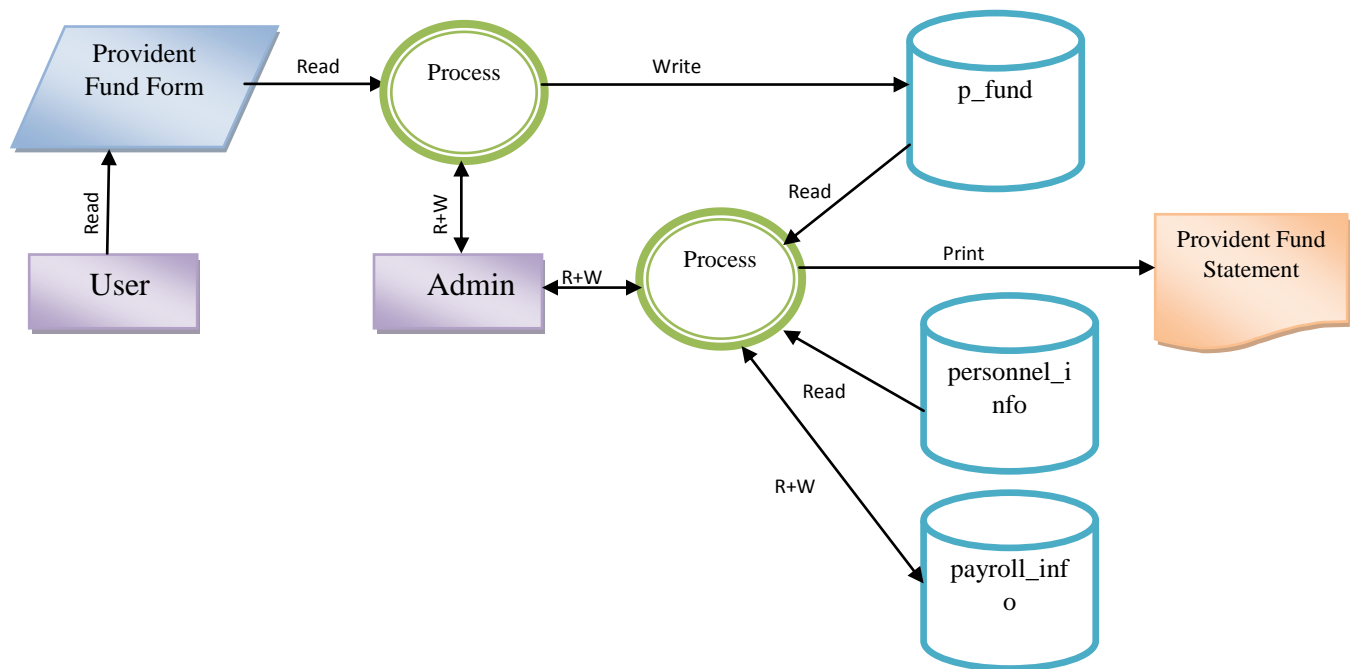 Provident
Fund Form
Read
Process
Write
p_fund
Read
R+W
Read
User
Admin
R+W
Process
Print
Provident Fund
Statement
Read
personnel_i
nfo
R+W
payroll_inf
o